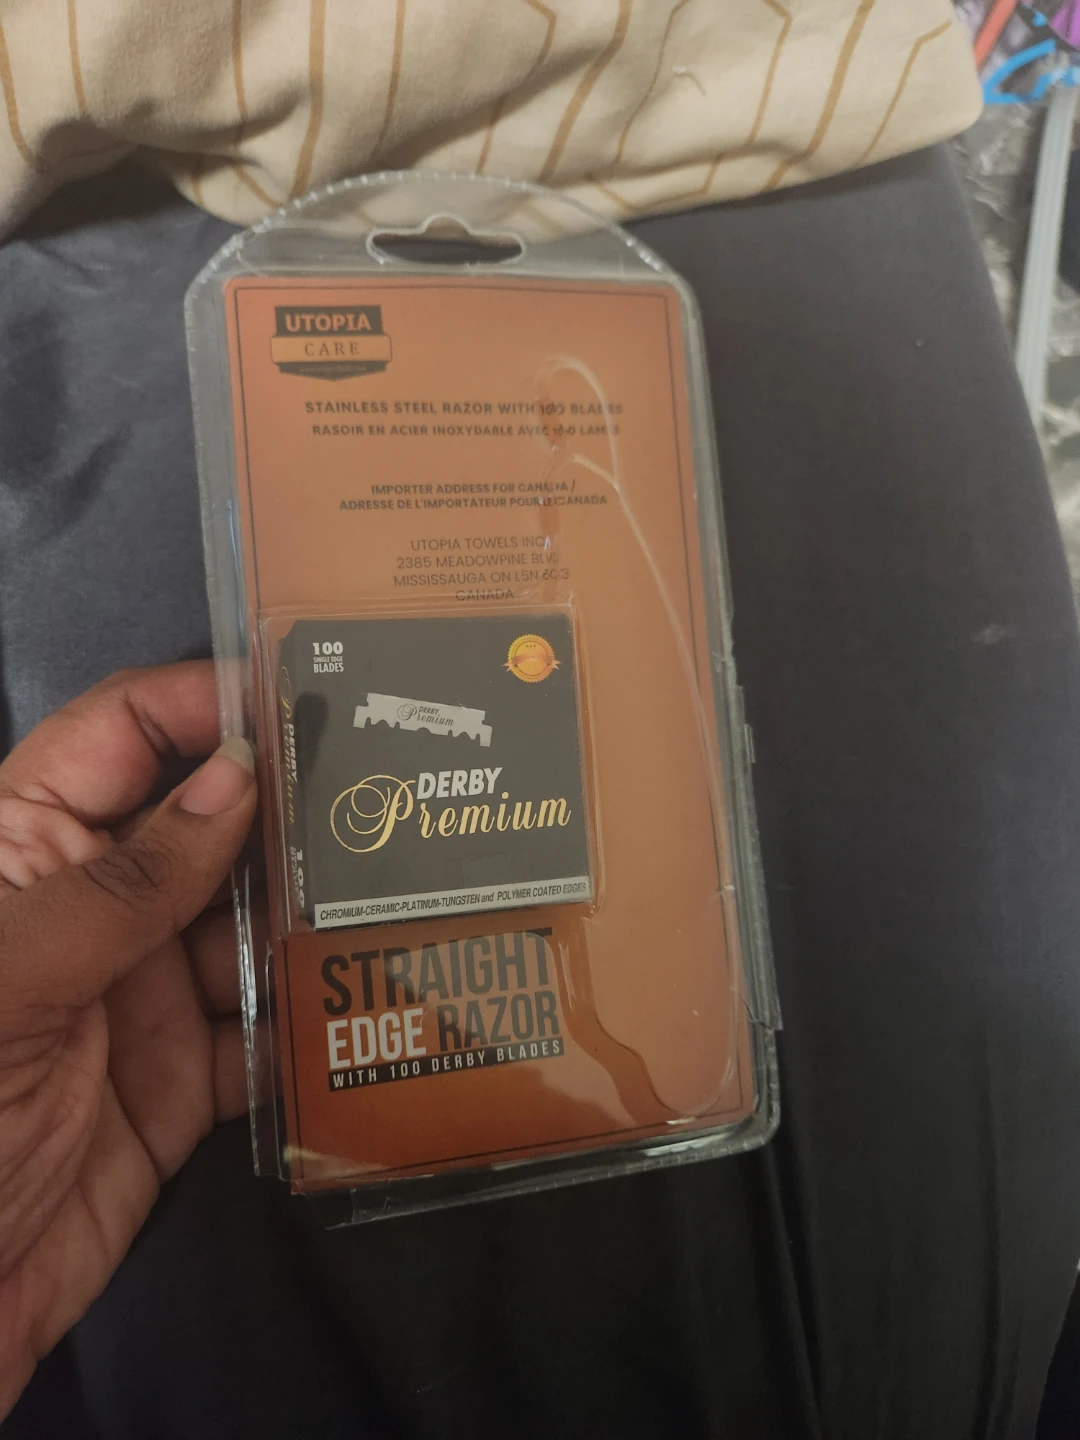 UTOPIA
CARE
STAINLESS STEEL RAZOR WITH 100 BLADES
RASOIR EN ACIER INOXYDABLE AVEC 100 LAMES
IMPORTER ADDRESS FOR CANADA /
ADRESSE DE L'IMPORTATEUR POUR LE CANADA
UTOPIA TOWELS INC
2385 MEADOWPINE BLVD
MISSISSAUGA ON L5N
CANADA
100
SINGLE EDGE
BLADES
DERBY
Premium
DERBY
Premium
DERBY
Premium
100
CHROMIUM-CERAMIC-PLATINUM-TUNGSTEN and POLYMER COATED EDGES
STRAIGHT
EDGE RAZOR
WITH 100 DERBY BLADES